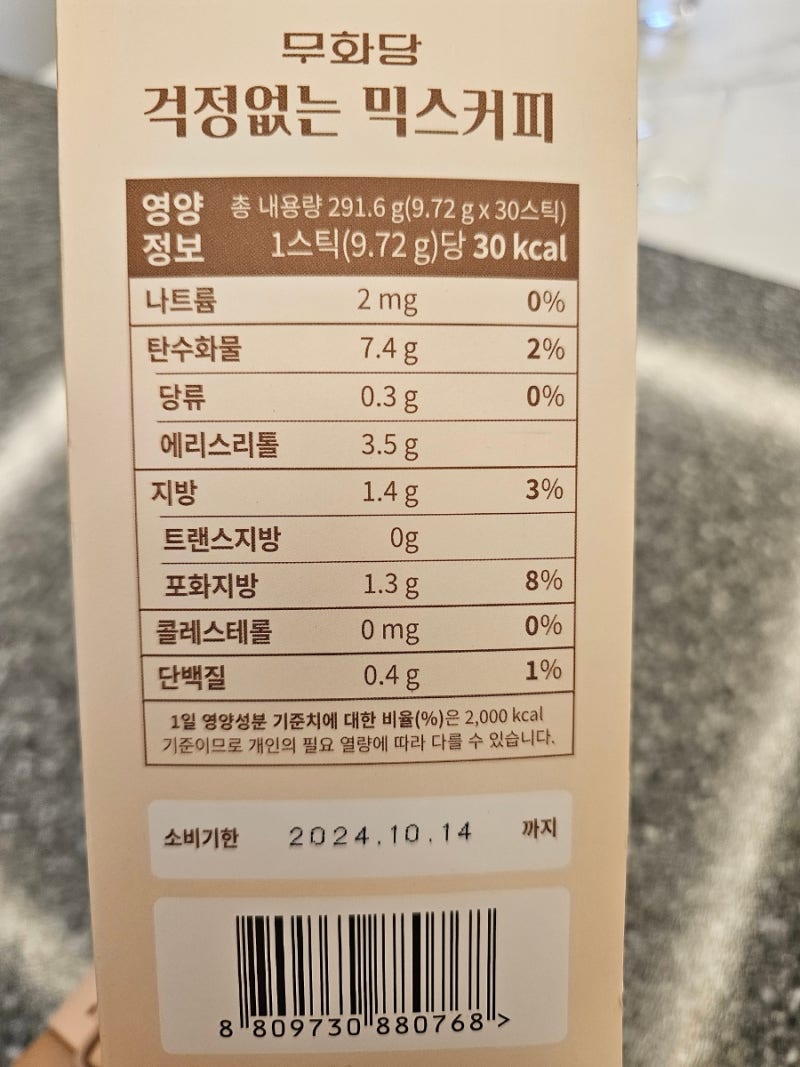 무화당
걱정없는 믹스커피
영양정보 총 내용량 291.6 g(9.72 g x 30스틱)
1스틱(9.72 g)당 30 kcal
나트륨 2 mg 0%
탄수화물 7.4 g 2%
당류 0.3 g 0%
에리스리톨 3.5 g
지방 1.4 g 3%
트랜스지방 0g
포화지방 1.3 g 8%
콜레스테롤 0 mg 0%
단백질 0.4 g 1%
1일 영양성분 기준치에 대한 비율(%)은 2,000 kcal
기준이므로 개인의 필요 열량에 따라 다를 수 있습니다.
소비기한 2024.10.14 까지
8 809730 880768 >